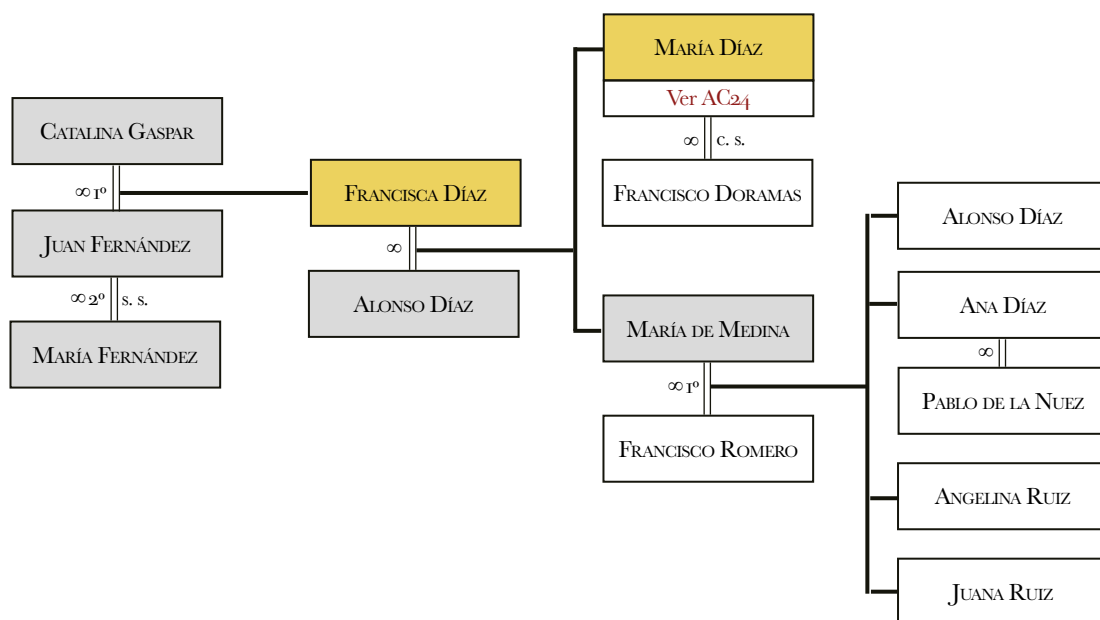 Catalina Gaspar
∞ 1º
Juan Fernández
∞ 2º s. s.
María Fernández
Francisca Díaz
∞
Alonso Díaz
María Díaz
Ver AC24
∞ c. s.
Francisco Doramas
María de Medina
∞ 1º
Francisco Romero
Alonso Díaz
Ana Díaz
∞
Pablo de la Nuez
Angelina Ruiz
Juana Ruiz